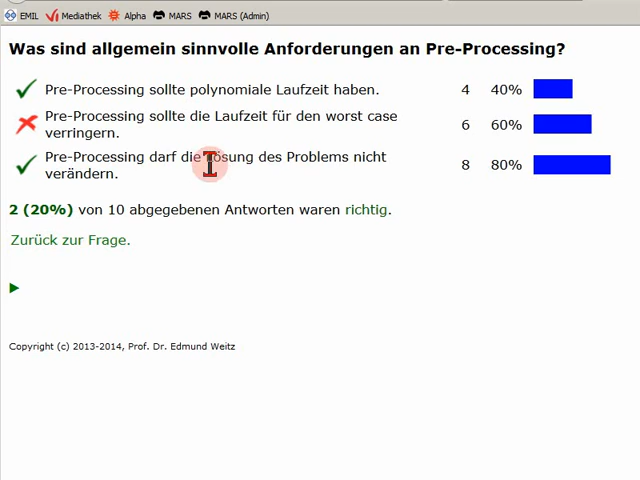 EMIL Mediathek Alpha MARS MARS (Admin)
Was sind allgemein sinnvolle Anforderungen an Pre-Processing?
Pre-Processing sollte polynomiale Laufzeit haben. 4 40%
Pre-Processing sollte die Laufzeit für den worst case
verringern. 6 60%
Pre-Processing darf die Lösung des Problems nicht
verändern. 8 80%
2 (20%) von 10 abgegebenen Antworten waren richtig.
Zurück zur Frage.
Copyright (c) 2013-2014, Prof. Dr. Edmund Weitz